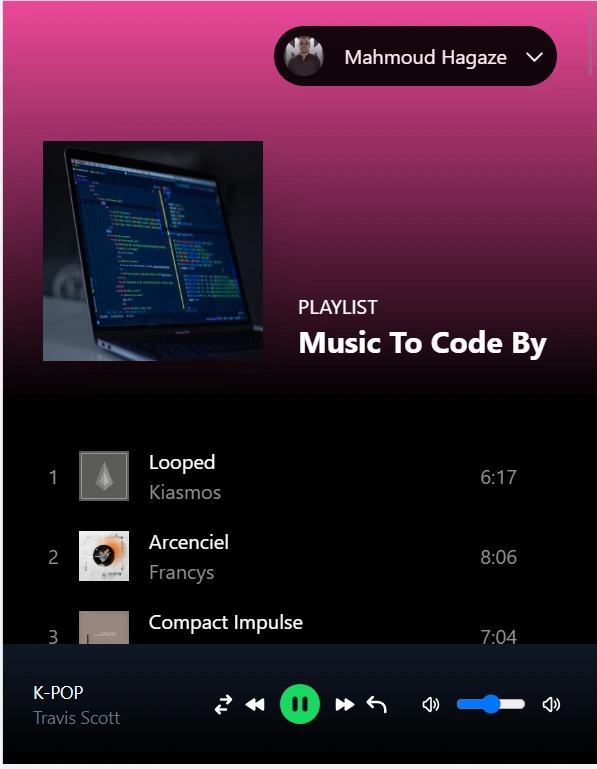 Mahmoud Hagaze
PLAYLIST
Music To Code By
1
Looped
6:17
Kiasmos
2
Arcenciel
8:06
Francys
3
Compact Impulse
7:04
K-POP
Travis Scott